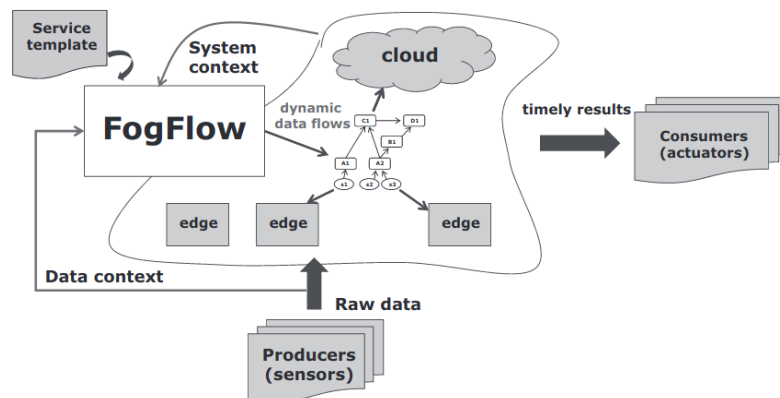 Service
template
System
context
cloud
FogFlow
dynamic
data flows
C1
D1
B1
A1
A2
s1
s2
s3
timely results
Consumers
(actuators)
edge
edge
edge
Data context
Raw data
Producers
(sensors)